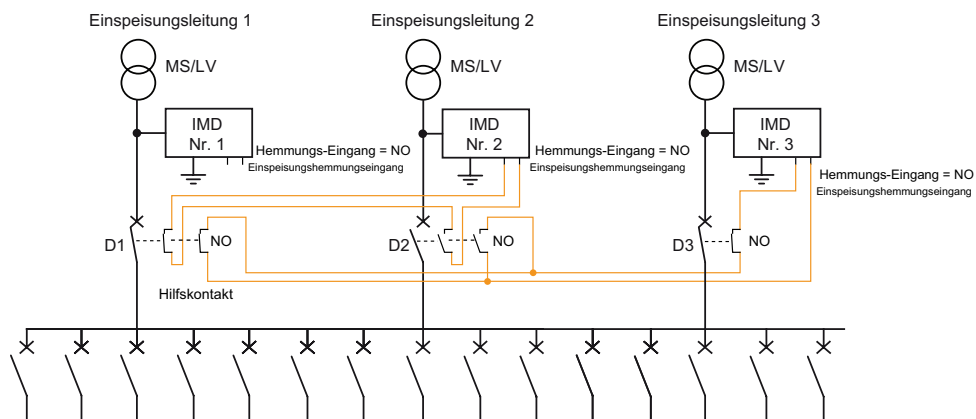 Einspeisungsleitung 1
Einspeisungsleitung 2
Einspeisungsleitung 3
MS/LV
MS/LV
MS/LV
IMD
Nr. 1
Hemmungs-Eingang = NO
Einspeisungshemmungseingang
IMD
Nr. 2
Hemmungs-Eingang = NO
Einspeisungshemmungseingang
IMD
Nr. 3
Hemmungs-Eingang = NO
Einspeisungshemmungseingang
D1
NO
D2
NO
D3
NO
Hilfskontakt